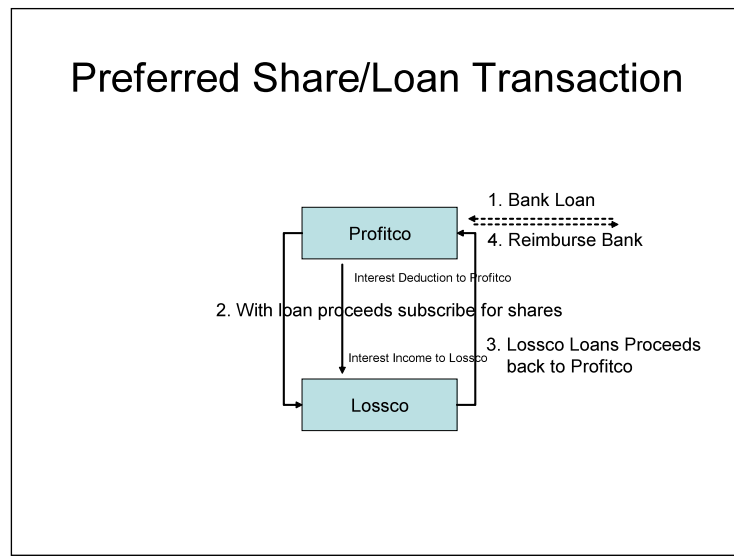 Preferred Share/Loan Transaction
1. Bank Loan
Profitco
4. Reimburse Bank
Interest Deduction to Profitco
2. With loan proceeds subscribe for shares
3. Lossco Loans Proceeds
back to Profitco
Interest Income to Lossco
Lossco